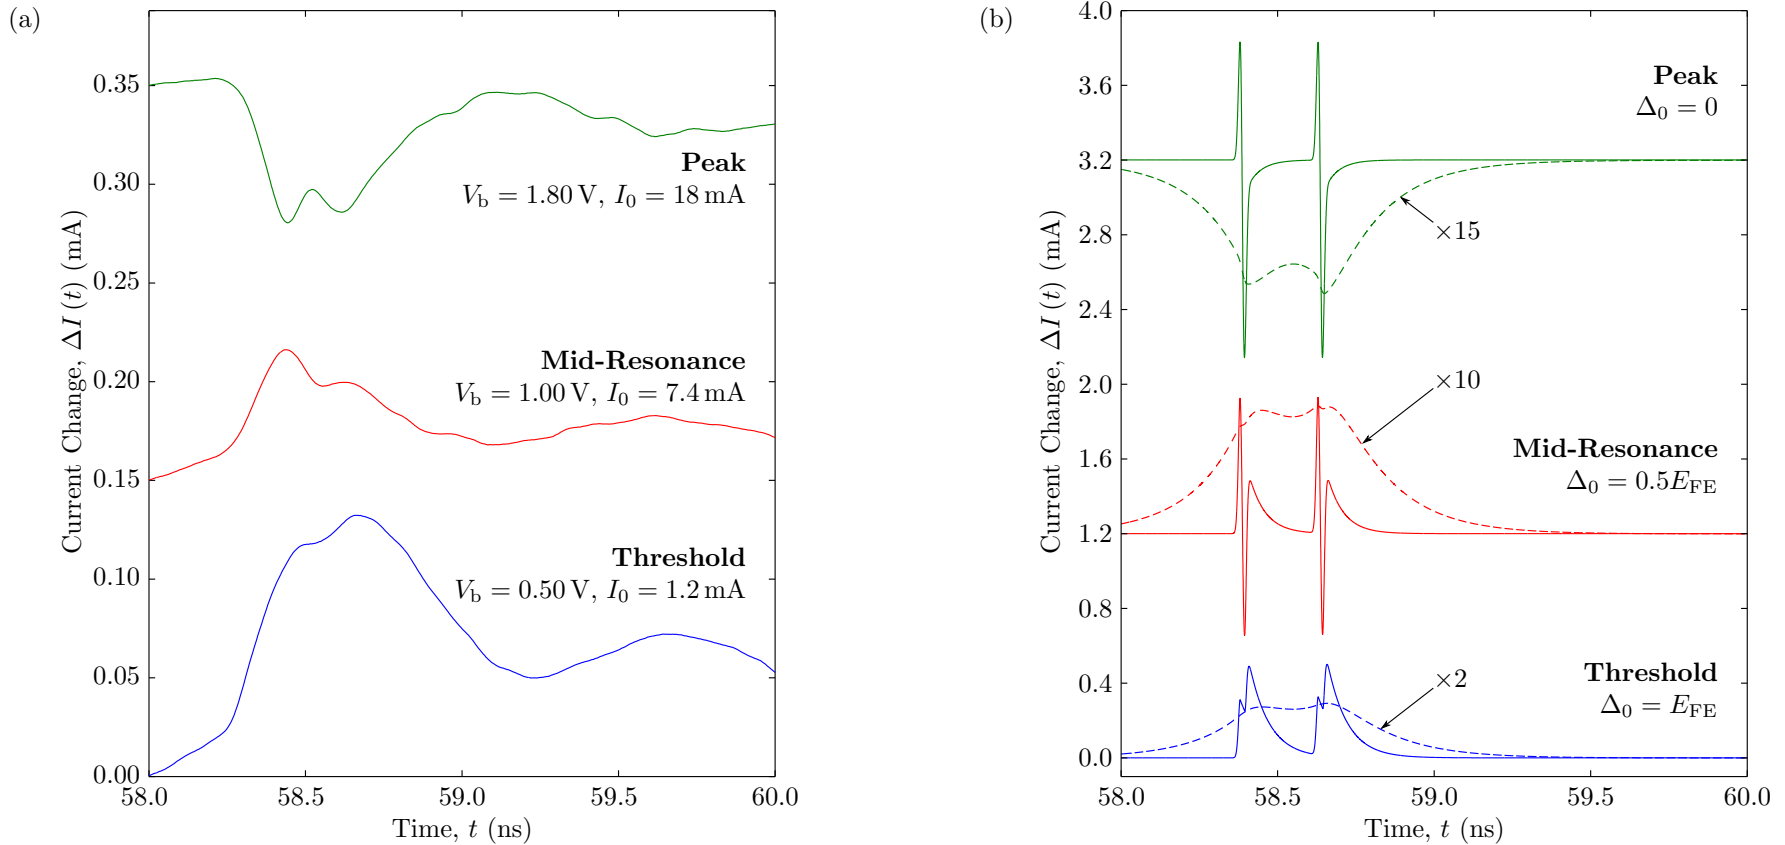 (a)
Current Change, ΔI (t) (mA)
0.35
0.30
0.25
0.20
0.15
0.10
0.05
0.00
Peak
V_b = 1.80 V, I_0 = 18 mA
Mid-Resonance
V_b = 1.00 V, I_0 = 7.4 mA
Threshold
V_b = 0.50 V, I_0 = 1.2 mA
58.0 58.5 59.0 59.5 60.0
Time, t (ns)
(b)
Current Change, ΔI (t) (mA)
4.0
3.6
3.2
2.8
2.4
2.0
1.6
1.2
0.8
0.4
0.0
Peak
Δ_0 = 0
×15
×10
Mid-Resonance
Δ_0 = 0.5E_FE
×2
Threshold
Δ_0 = E_FE
58.0 58.5 59.0 59.5 60.0
Time, t (ns)